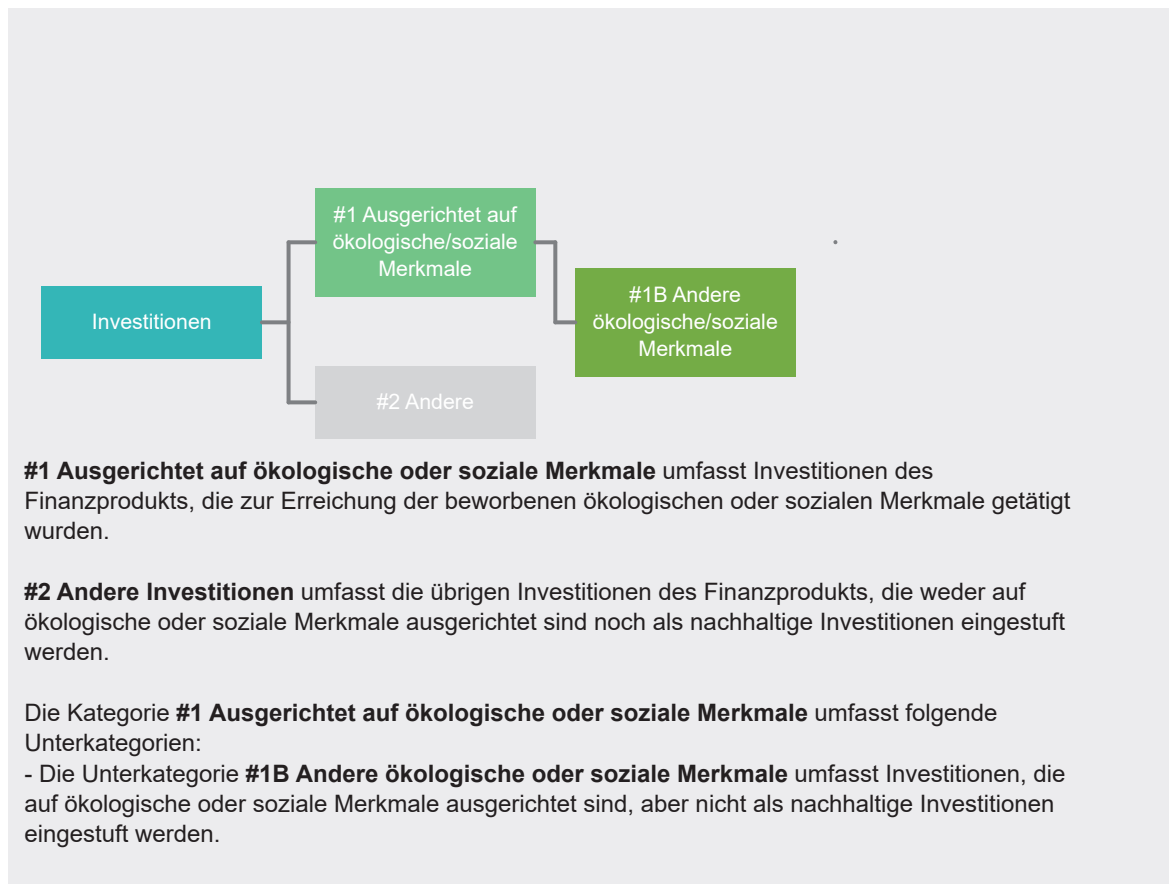 #1 Ausgerichtet auf
ökologische/soziale
Merkmale
#1B Andere
ökologische/soziale
Merkmale
Investitionen
#2 Andere
#1 Ausgerichtet auf ökologische oder soziale Merkmale umfasst Investitionen des
Finanzprodukts, die zur Erreichung der beworbenen ökologischen oder sozialen Merkmale getätigt
wurden.
#2 Andere Investitionen umfasst die übrigen Investitionen des Finanzprodukts, die weder auf
ökologische oder soziale Merkmale ausgerichtet sind noch als nachhaltige Investitionen eingestuft
werden.
Die Kategorie #1 Ausgerichtet auf ökologische oder soziale Merkmale umfasst folgende
Unterkategorien:
- Die Unterkategorie #1B Andere ökologische oder soziale Merkmale umfasst Investitionen, die
auf ökologische oder soziale Merkmale ausgerichtet sind, aber nicht als nachhaltige Investitionen
eingestuft werden.